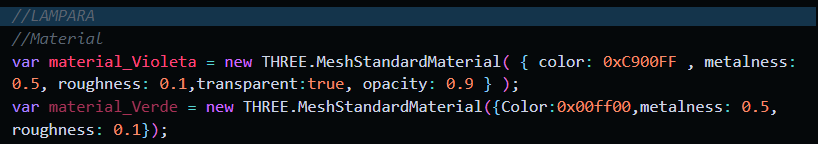 //LAMPARA
//Material
var material_Violeta = new THREE.MeshStandardMaterial( { color: 0xC900FF , metalness:
0.5, roughness: 0.1,transparent:true, opacity: 0.9 } );
var material_Verde = new THREE.MeshStandardMaterial({Color:0x00ff00,metalness: 0.5,
roughness: 0.1});